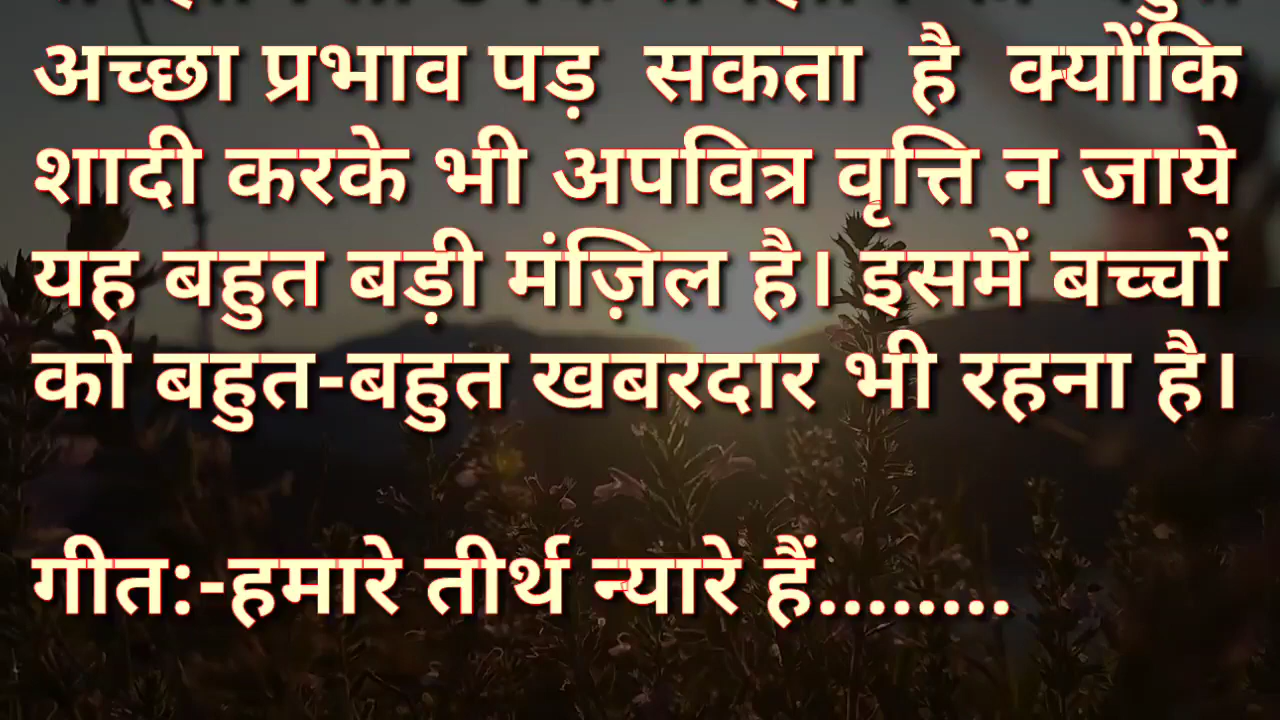 अच्छा प्रभाव पड़ सकता है क्योंकि
शादी करके भी अपवित्र वृत्ति न जाये
यह बहुत बड़ी मंज़िल है। इसमें बच्चों
को बहुत-बहुत खबरदार भी रहना है।
गीत:-हमारे तीर्थ न्यारे हैं........